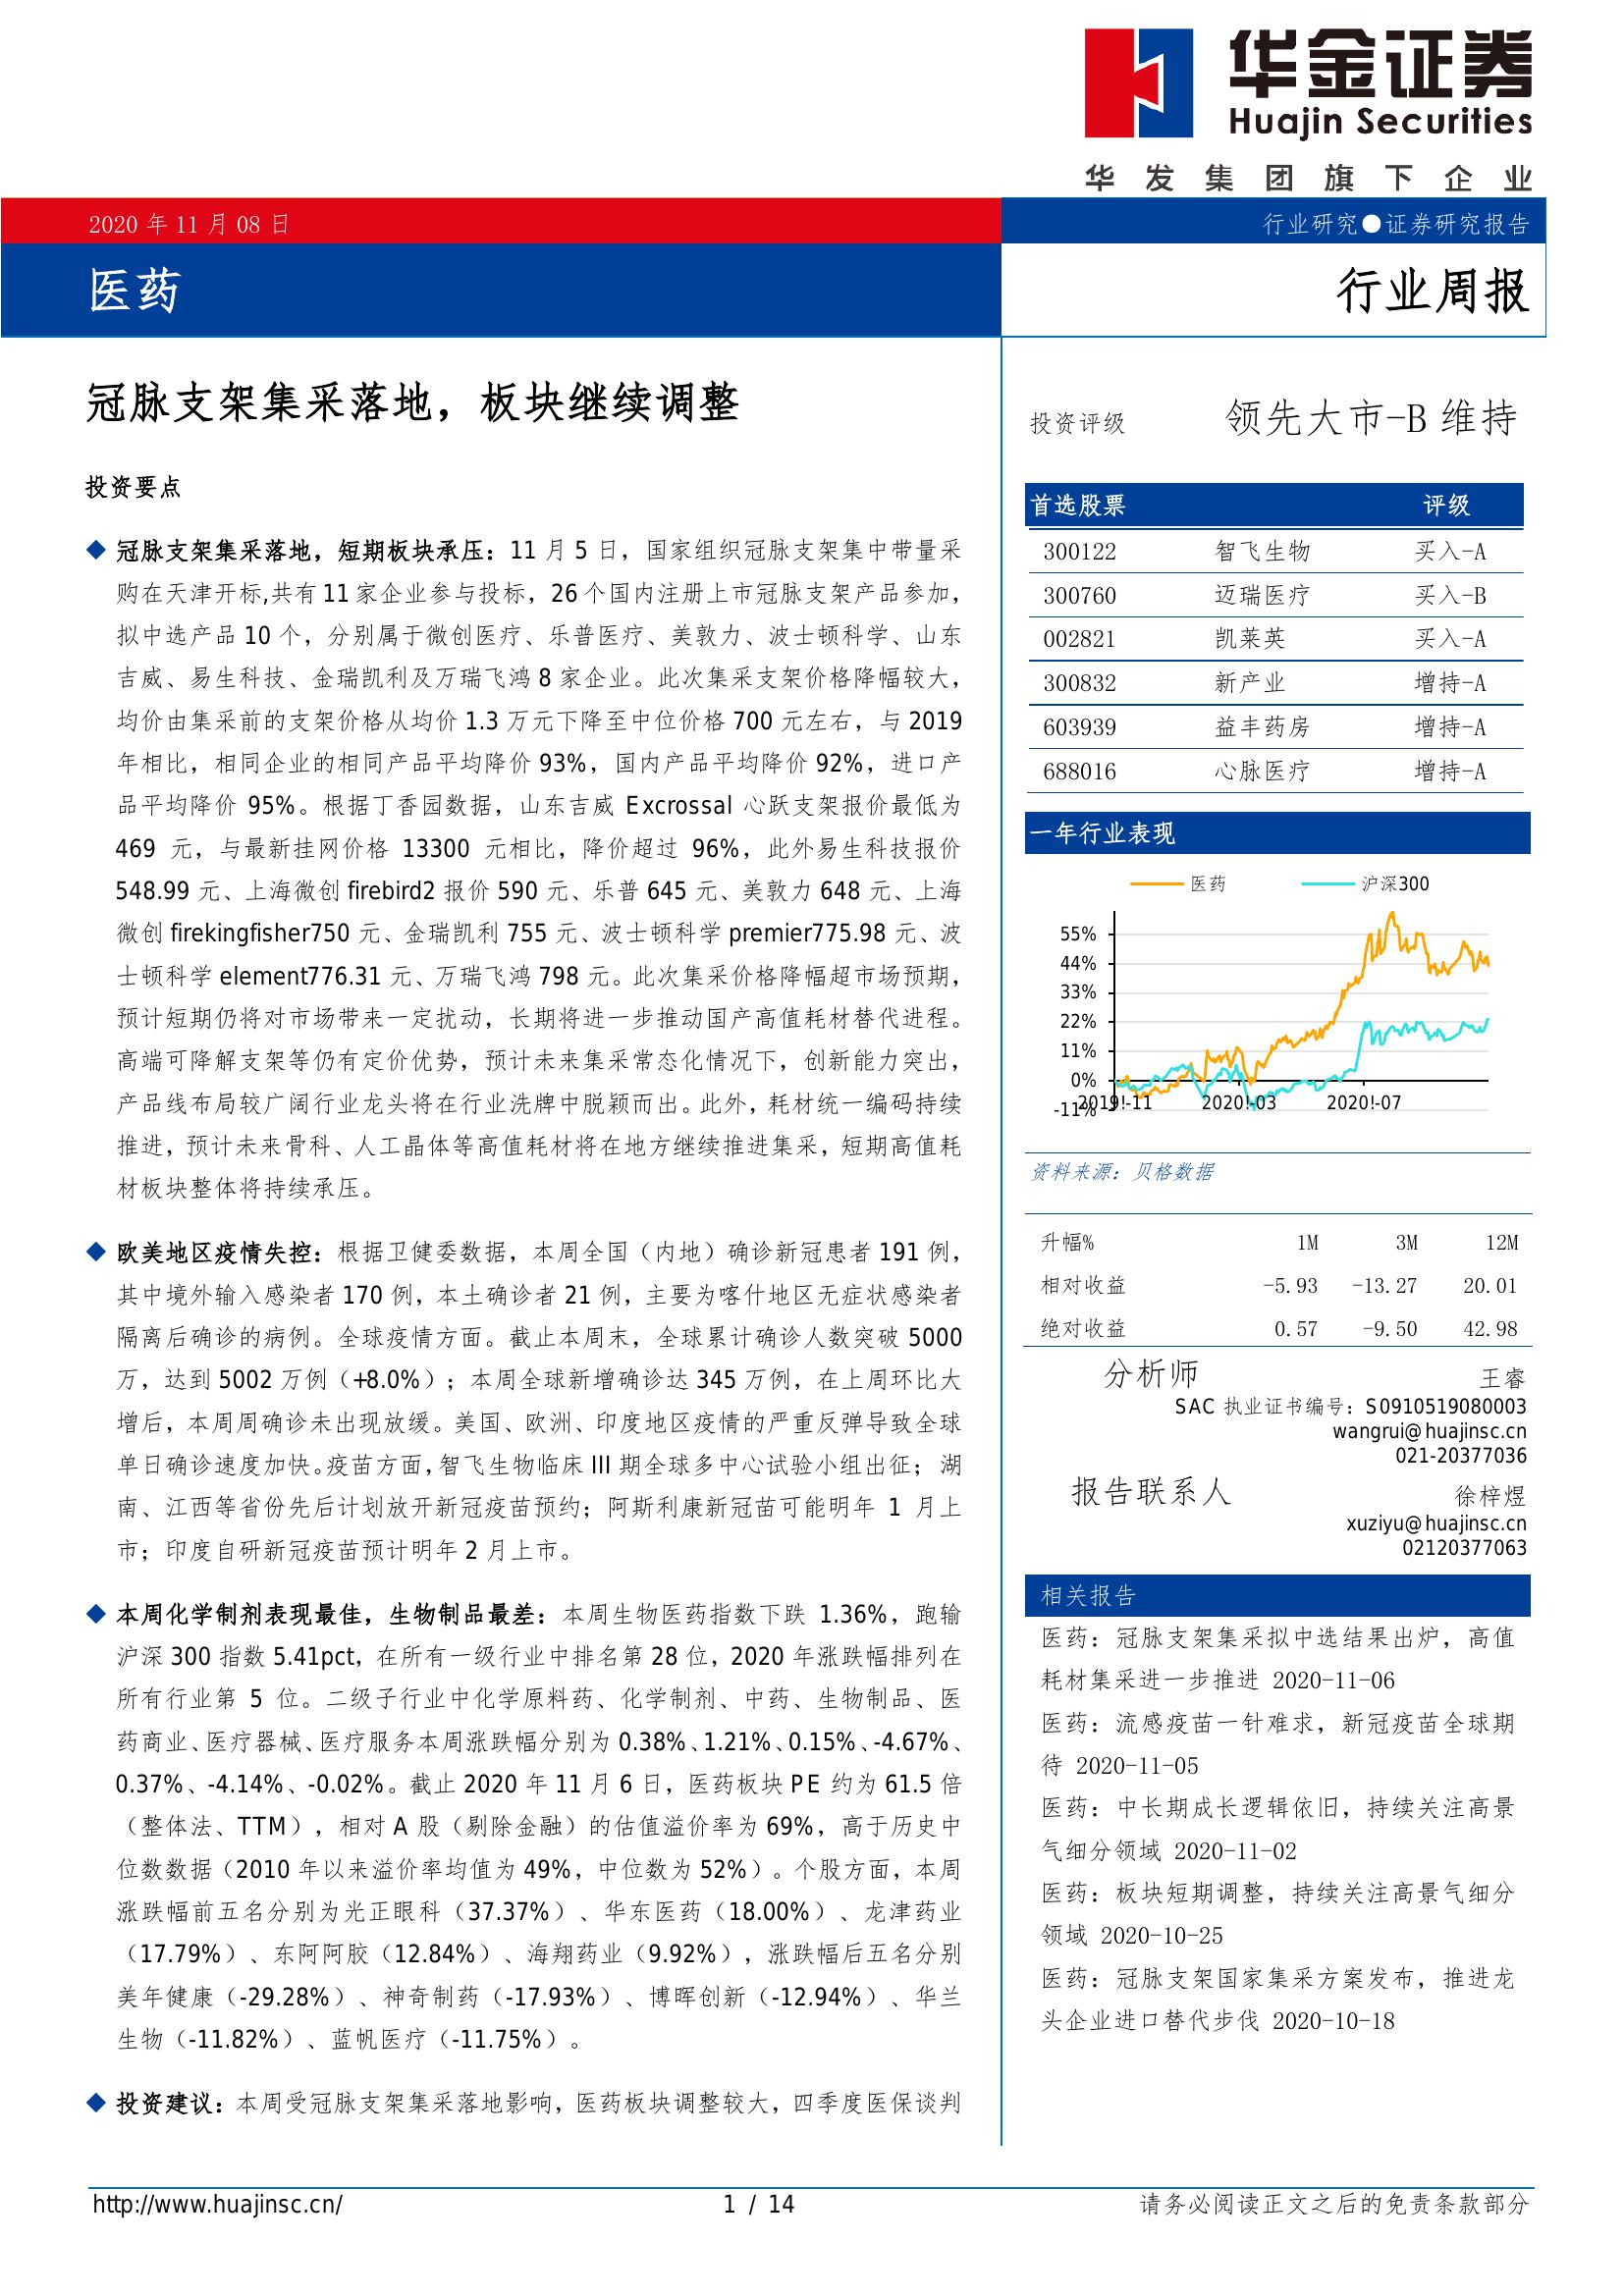 华金证券
Huajin Securities
华发集团旗下企业
2020 年 11 月 08 日
行业研究●证券研究报告
医药
行业周报
冠脉支架集采落地，板块继续调整
投资要点
◆ 冠脉支架集采落地，短期板块承压：11 月 5 日，国家组织冠脉支架集中带量采
购在天津开标,共有 11 家企业参与投标，26 个国内注册上市冠脉支架产品参加，
拟中选产品 10 个，分别属于微创医疗、乐普医疗、美敦力、波士顿科学、山东
吉威、易生科技、金瑞凯利及万瑞飞鸿 8 家企业。此次集采支架价格降幅较大，
均价由集采前的支架价格从均价 1.3 万元下降至中位价格 700 元左右，与 2019
年相比，相同企业的相同产品平均降价 93%，国内产品平均降价 92%，进口产
品平均降价 95%。根据丁香园数据，山东吉威 Excrossal 心跃支架报价最低为
469 元，与最新挂网价格 13300 元相比，降价超过 96%，此外易生科技报价
548.99 元、上海微创 firebird2 报价 590 元、乐普 645 元、美敦力 648 元、上海
微创 firekingfisher750 元、金瑞凯利 755 元、波士顿科学 premier775.98 元、波
士顿科学 element776.31 元、万瑞飞鸿 798 元。此次集采价格降幅超市场预期，
预计短期仍将对市场带来一定扰动，长期将进一步推动国产高值耗材替代进程。
高端可降解支架等仍有定价优势，预计未来集采常态化情况下，创新能力突出，
产品线布局较广阔行业龙头将在行业洗牌中脱颖而出。此外，耗材统一编码持续
推进，预计未来骨科、人工晶体等高值耗材将在地方继续推进集采，短期高值耗
材板块整体将持续承压。
◆ 欧美地区疫情失控：根据卫健委数据，本周全国（内地）确诊新冠患者 191 例，
其中境外输入感染者 170 例，本土确诊者 21 例，主要为喀什地区无症状感染者
隔离后确诊的病例。全球疫情方面。截止本周末，全球累计确诊人数突破 5000
万，达到 5002 万例（+8.0%）；本周全球新增确诊达 345 万例，在上周环比大
增后，本周周确诊未出现放缓。美国、欧洲、印度地区疫情的严重反弹导致全球
单日确诊速度加快。疫苗方面，智飞生物临床 III 期全球多中心试验小组出征；湖
南、江西等省份先后计划放开新冠疫苗预约；阿斯利康新冠苗可能明年 1 月上
市；印度自研新冠疫苗预计明年 2 月上市。
◆ 本周化学制剂表现最佳，生物制品最差：本周生物医药指数下跌 1.36%，跑输
沪深 300 指数 5.41pct，在所有一级行业中排名第 28 位，2020 年涨跌幅排列在
所有行业第 5 位。二级子行业中化学原料药、化学制剂、中药、生物制品、医
药商业、医疗器械、医疗服务本周涨跌幅分别为 0.38%、1.21%、0.15%、-4.67%、
0.37%、-4.14%、-0.02%。截止 2020 年 11 月 6 日，医药板块 PE 约为 61.5 倍
（整体法、TTM），相对 A 股（剔除金融）的估值溢价率为 69%，高于历史中
位数数据（2010 年以来溢价率均值为 49%，中位数为 52%）。个股方面，本周
涨跌幅前五名分别为光正眼科（37.37%）、华东医药（18.00%）、龙津药业
（17.79%）、东阿阿胶（12.84%）、海翔药业（9.92%），涨跌幅后五名分别
美年健康（-29.28%）、神奇制药（-17.93%）、博晖创新（-12.94%）、华兰
生物（-11.82%）、蓝帆医疗（-11.75%）。
◆ 投资建议：本周受冠脉支架集采落地影响，医药板块调整较大，四季度医保谈判
投资评级 领先大市-B 维持
首选股票 评级
300122 智飞生物 买入-A
300760 迈瑞医疗 买入-B
002821 凯莱英 买入-A
300832 新产业 增持-A
603939 益丰药房 增持-A
688016 心脉医疗 增持-A
一年行业表现
医药 沪深300
55%
44%
33%
22%
11%
0%
-11%
2019!-11 2020!-03 2020!-07
资料来源：贝格数据
升幅% 1M 3M 12M
相对收益 -5.93 -13.27 20.01
绝对收益 0.57 -9.50 42.98
分析师 王睿
SAC 执业证书编号：S0910519080003
wangrui@huajinsc.cn
021-20377036
报告联系人 徐梓煜
xuziyu@huajinsc.cn
02120377063
相关报告
医药：冠脉支架集采拟中选结果出炉，高值
耗材集采进一步推进 2020-11-06
医药：流感疫苗一针难求，新冠疫苗全球期
待 2020-11-05
医药：中长期成长逻辑依旧，持续关注高景
气细分领域 2020-11-02
医药：板块短期调整，持续关注高景气细分
领域 2020-10-25
医药：冠脉支架国家集采方案发布，推进龙
头企业进口替代步伐 2020-10-18
http://www.huajinsc.cn/ 1 / 14 请务必阅读正文之后的免责条款部分